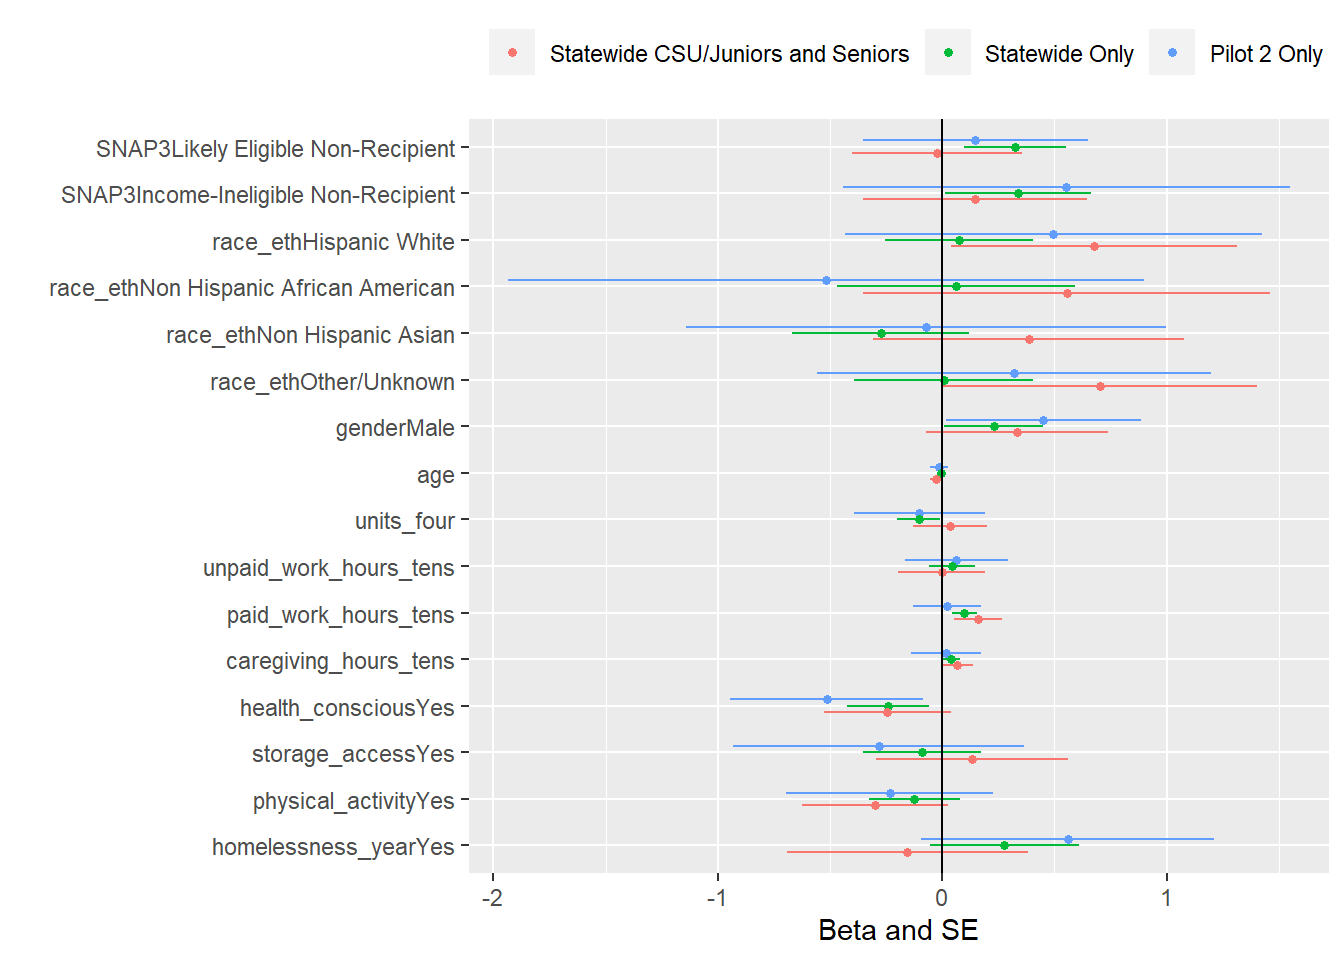 Statewide CSU/Juniors and Seniors Statewide Only Pilot 2 Only
SNAP3Likely Eligible Non-Recipient
SNAP3Income-Ineligible Non-Recipient
race_ethHispanic White
race_ethNon Hispanic African American
race_ethNon Hispanic Asian
race_ethOther/Unknown
genderMale
age
units_four
unpaid_work_hours_tens
paid_work_hours_tens
caregiving_hours_tens
health_consciousYes
storage_accessYes
physical_activityYes
homelessness_yearYes
-2 -1 0 1
Beta and SE